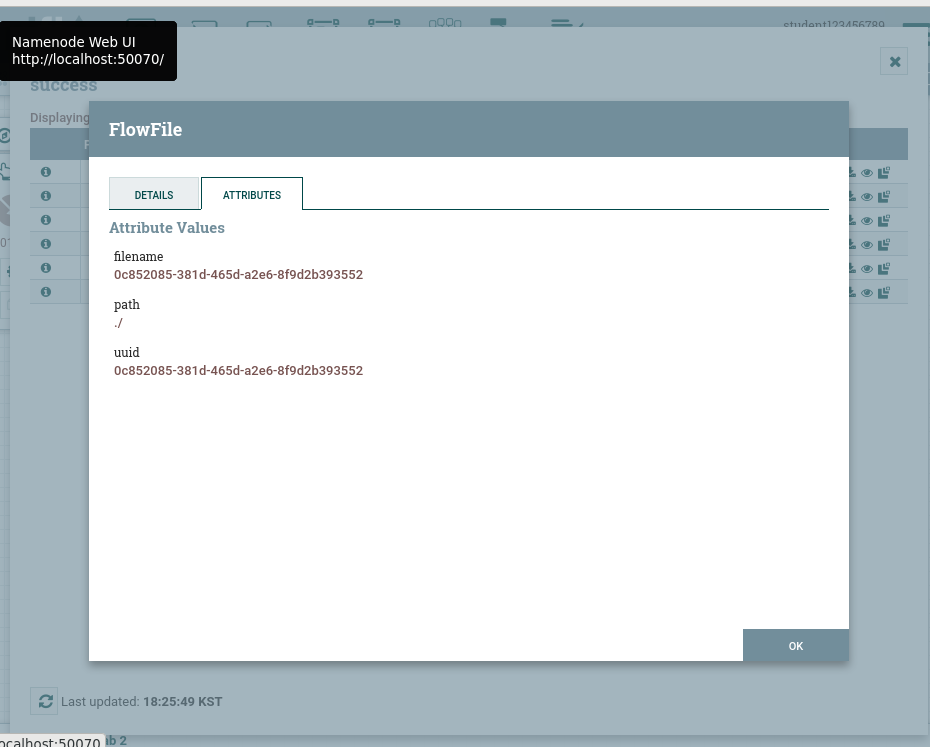 student123456789
Namenode Web UI
http://localhost:50070/
success
Displaying
FlowFile
DETAILS
ATTRIBUTES
Attribute Values
filename
0c852085-381d-465d-a2e6-8f9d2b393552
path
./
uuid
0c852085-381d-465d-a2e6-8f9d2b393552
OK
Last updated: 18:25:49 KST
ocalhost:50070
ab 2